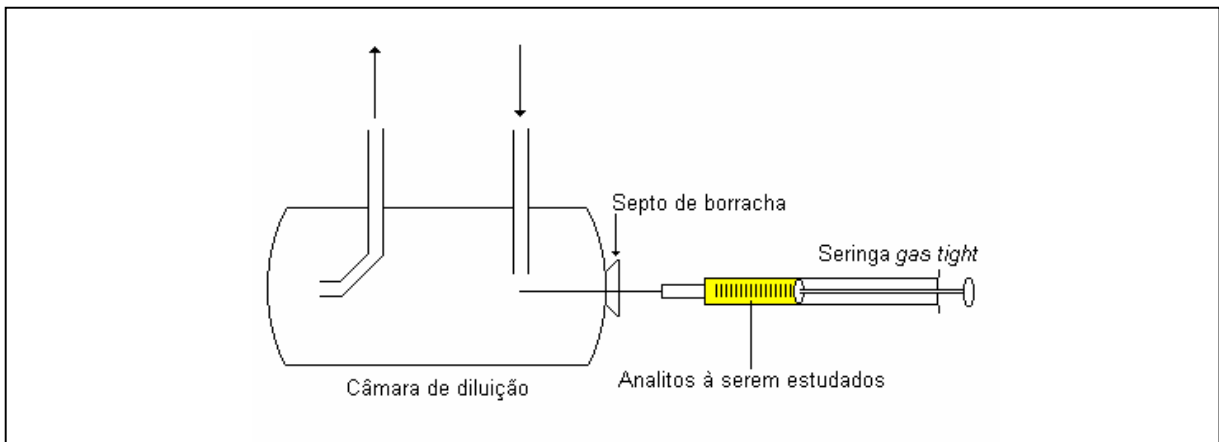 Septo de borracha
Seringa gas tight
Analitos à serem estudados
Câmara de diluição